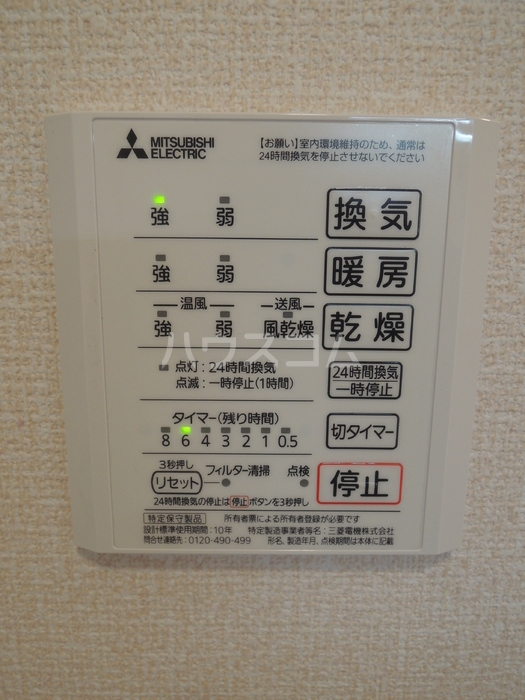 MITSUBISHI
ELECTRIC
【お願い】室内環境維持のため、通常は
24時間換気を停止させないでください
強 弱 換気
強 弱 暖房
温風 送風
強 弱 風乾燥 乾燥
点灯:24時間換気
点滅:一時停止(1時間)
24時間換気
一時停止
タイマー(残り時間)
8 6 4 3 2 1 0.5
切タイマー
3秒押し
リセット フィルター清掃 点検
停止
24時間換気の停止は停止ボタンを3秒押し
特定保守製品 所有者票による所有者登録が必要です
設計標準使用期間:10年 特定製造事業者等名:三菱電機株式会社
問合せ連絡先:0120-490-499 形名、製造年月、点検期間は本体に記載
ハウスコム